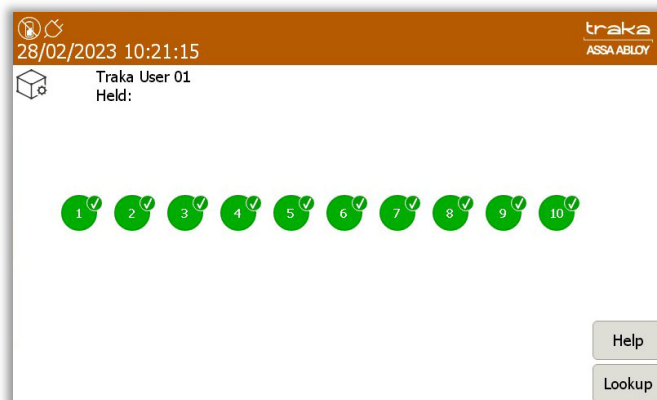 traka
28/02/2023 10:21:15
ASSA ABLOY
Traka User 01
Held:
1 2 3 4 5 6 7 8 9 10
Help
Lookup